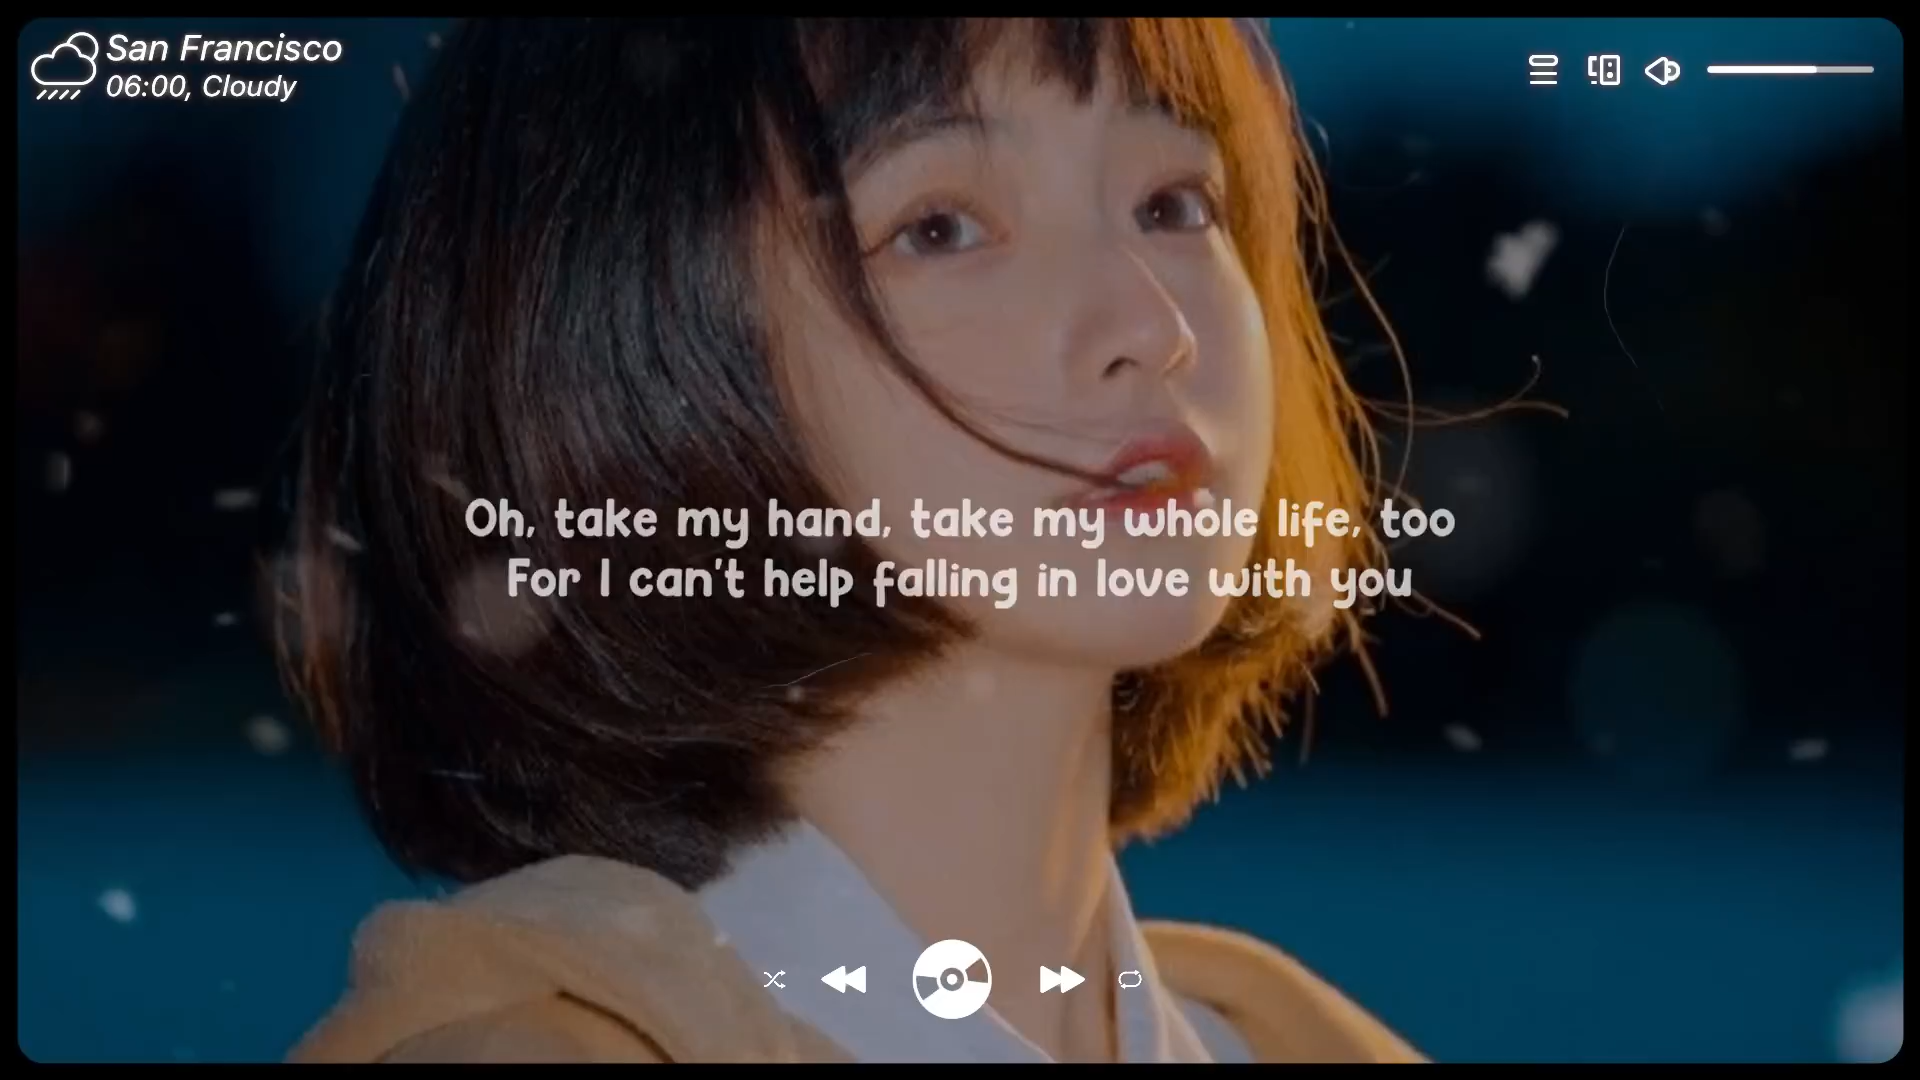 San Francisco
06:00, Cloudy
Oh, take my hand, take my whole life, too
For I can't help falling in love with you